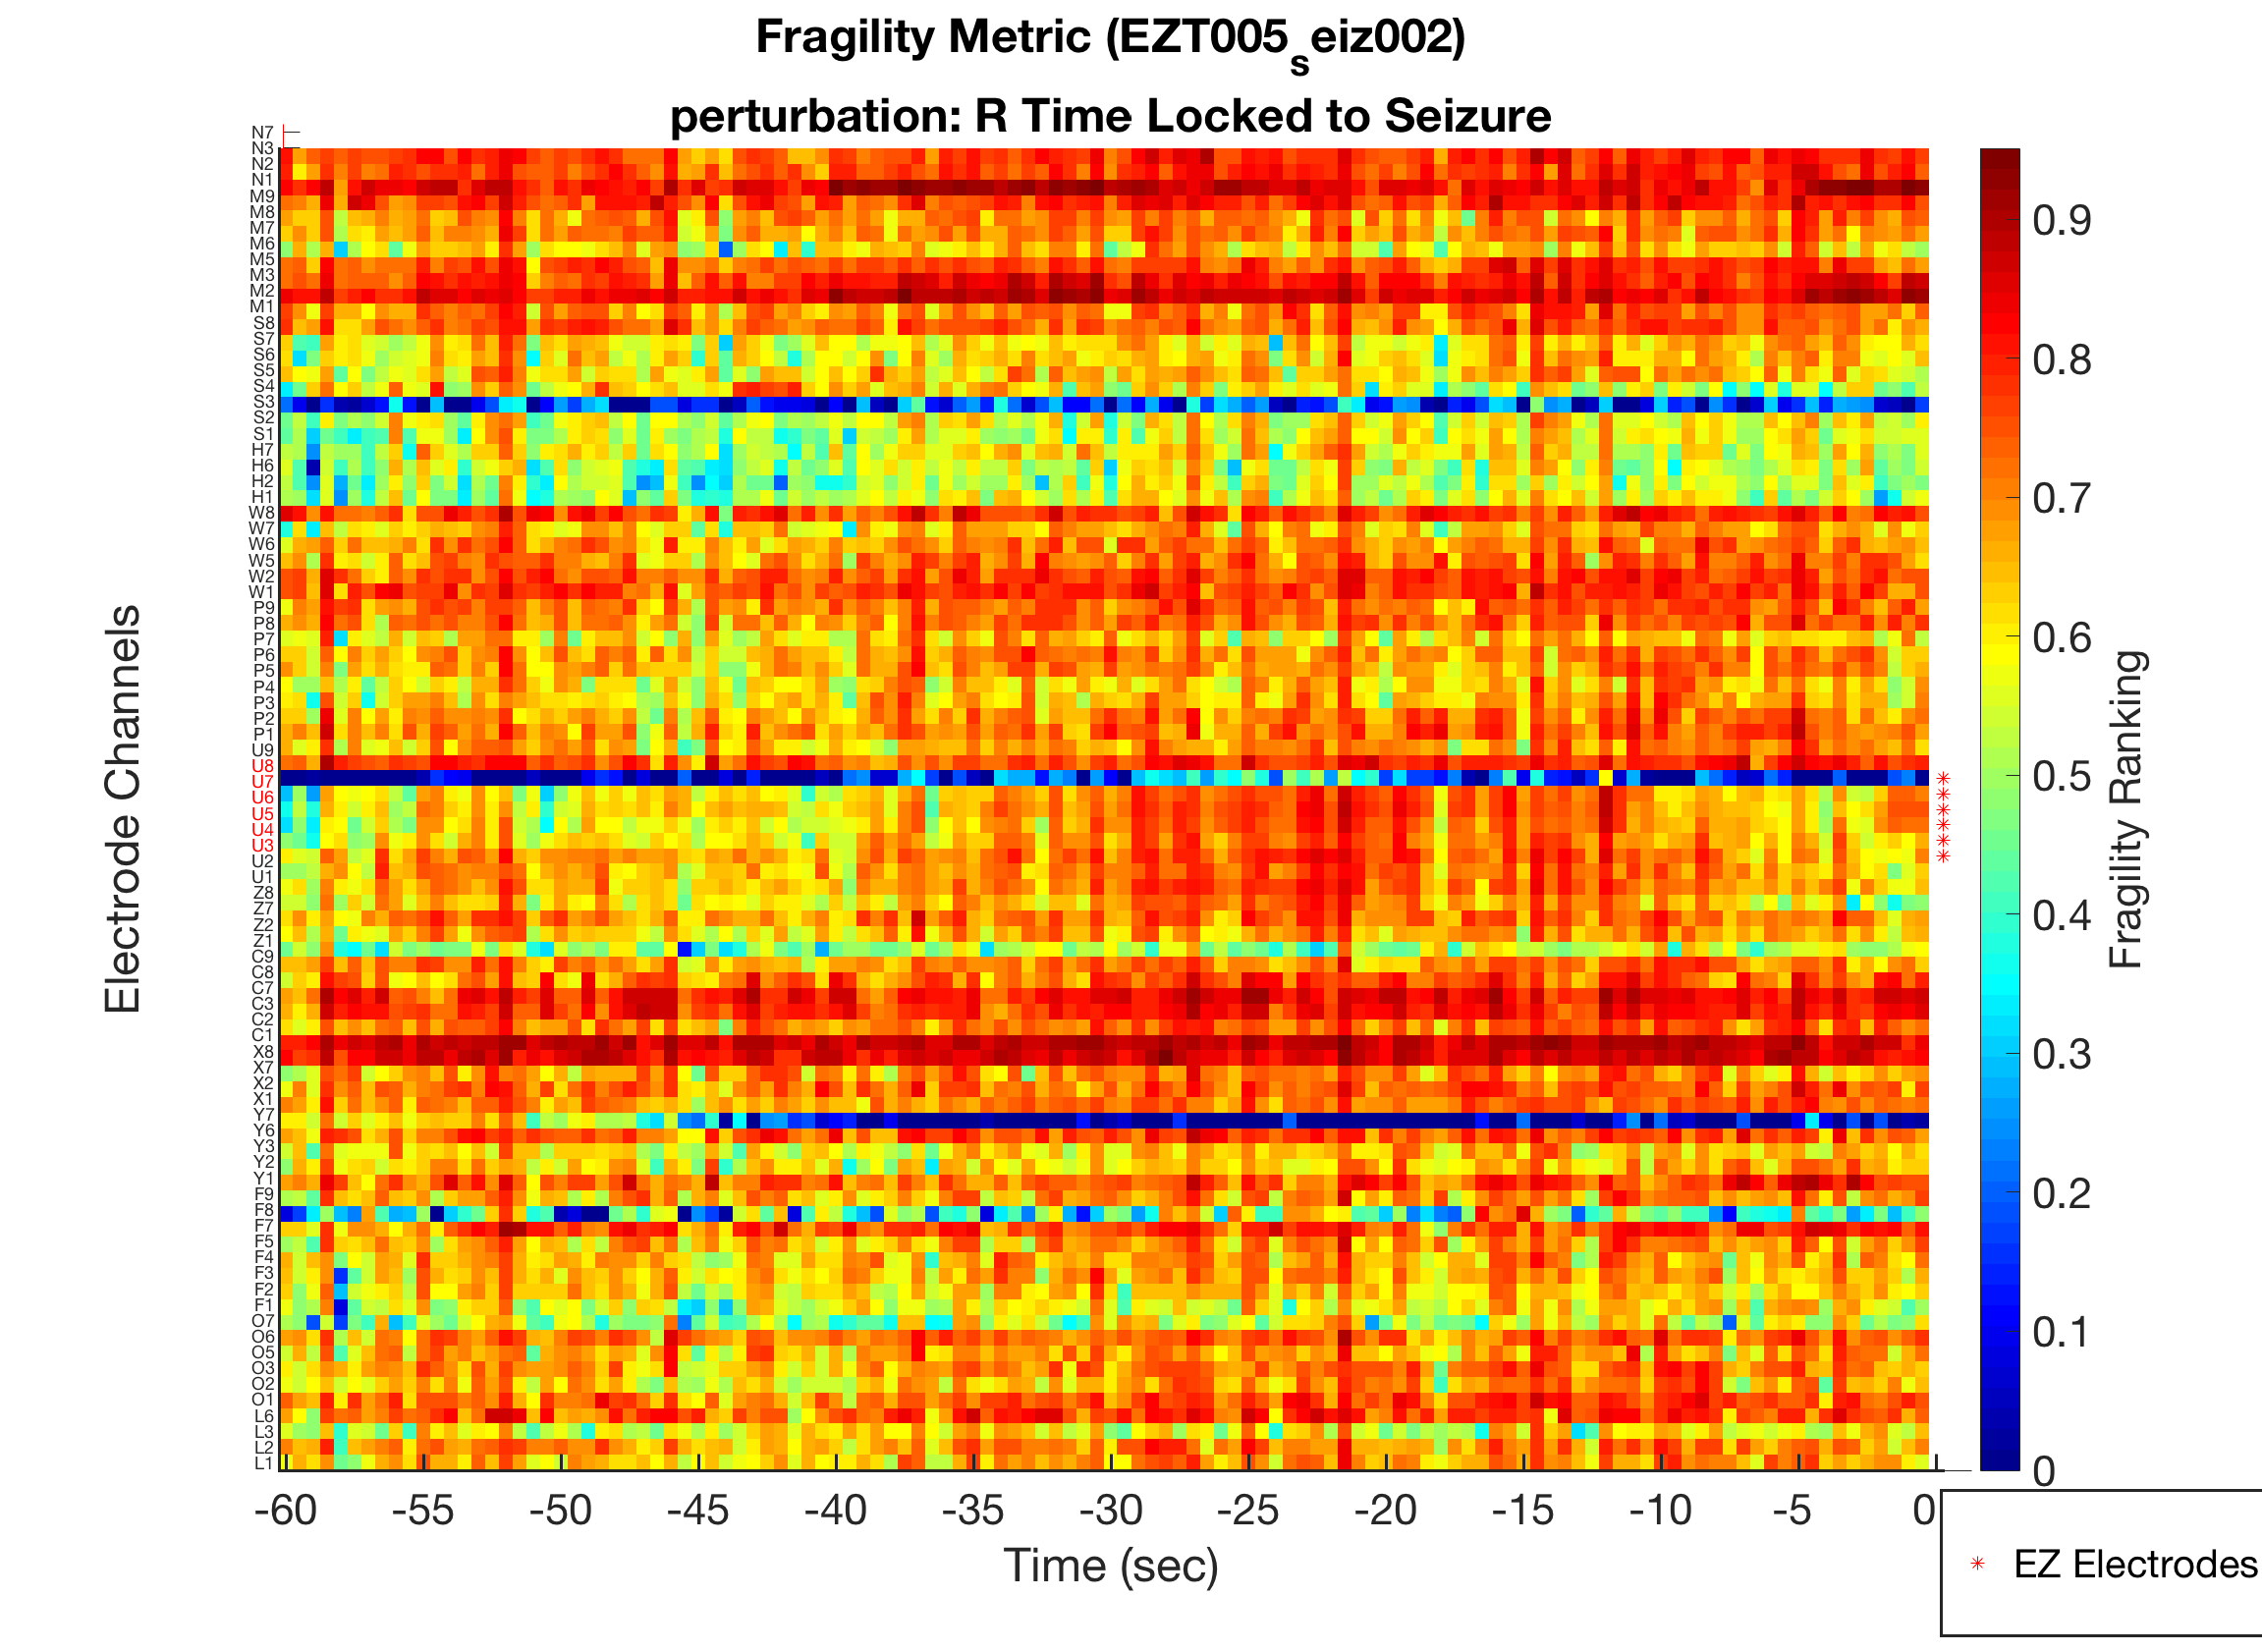 Fragility Metric (EZT005seiz002)
perturbation: R Time Locked to Seizure
N7
N3
N2
N1
M9
M8
M7
M6
M5
M3
M2
M1
S8
S7
S6
S5
S4
S3
S2
S1
H7
H6
H2
H1
W8
W7
W6
W5
W2
W1
P9
P8
P7
P6
P5
P4
P3
P2
P1
U9
U8
U7
U6
U5
U4
U3
U2
U1
Z8
Z7
Z2
Z1
C9
C8
C7
C3
C2
C1
X8
X7
X2
X1
Y7
Y6
Y3
Y2
Y1
F9
F8
F7
F5
F4
F3
F2
F1
O7
O6
O5
O3
O2
O1
L6
L3
L2
L1
Electrode Channels
-60 -55 -50 -45 -40 -35 -30 -25 -20 -15 -10 -5 0
Time (sec)
0.9
0.8
0.7
0.6
0.5
0.4
0.3
0.2
0.1
0
Fragility Ranking
EZ Electrodes